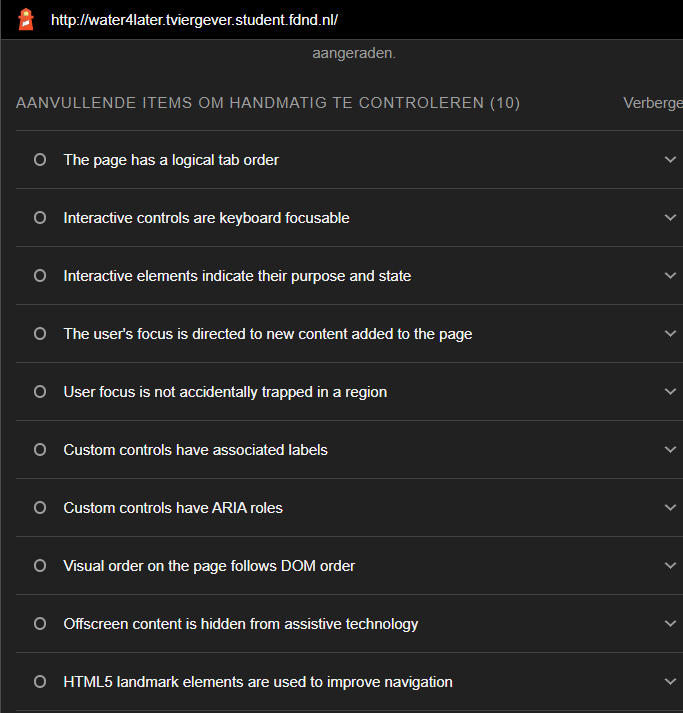 http://water4later.tviergever.student.fdnd.nl/
aangeraden.
AANVULLENDE ITEMS OM HANDMATIG TE CONTROLEREN (10) Verberge
The page has a logical tab order
Interactive controls are keyboard focusable
Interactive elements indicate their purpose and state
The user's focus is directed to new content added to the page
User focus is not accidentally trapped in a region
Custom controls have associated labels
Custom controls have ARIA roles
Visual order on the page follows DOM order
Offscreen content is hidden from assistive technology
HTML5 landmark elements are used to improve navigation